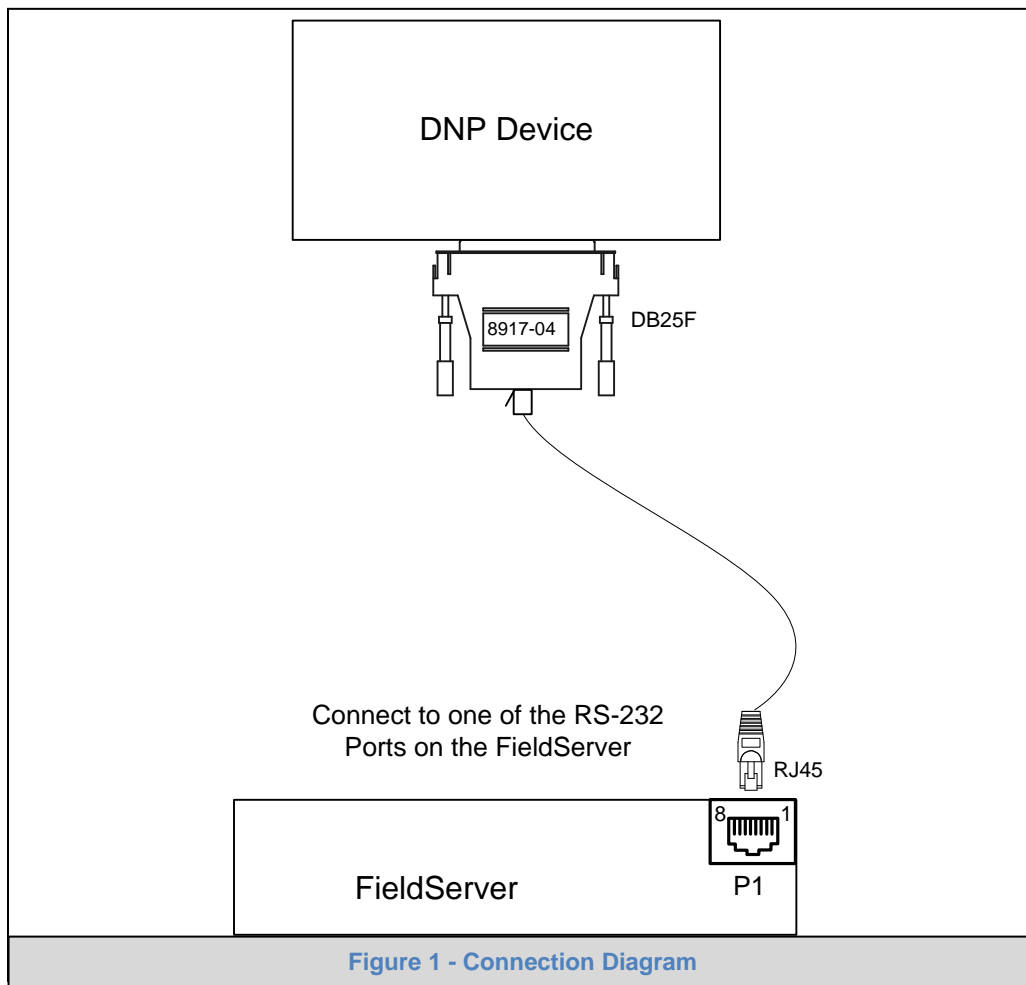 DNP Device
8917-04
DB25F
Connect to one of the RS-232
Ports on the FieldServer
RJ45
8 1
P1
FieldServer
Figure 1 - Connection Diagram